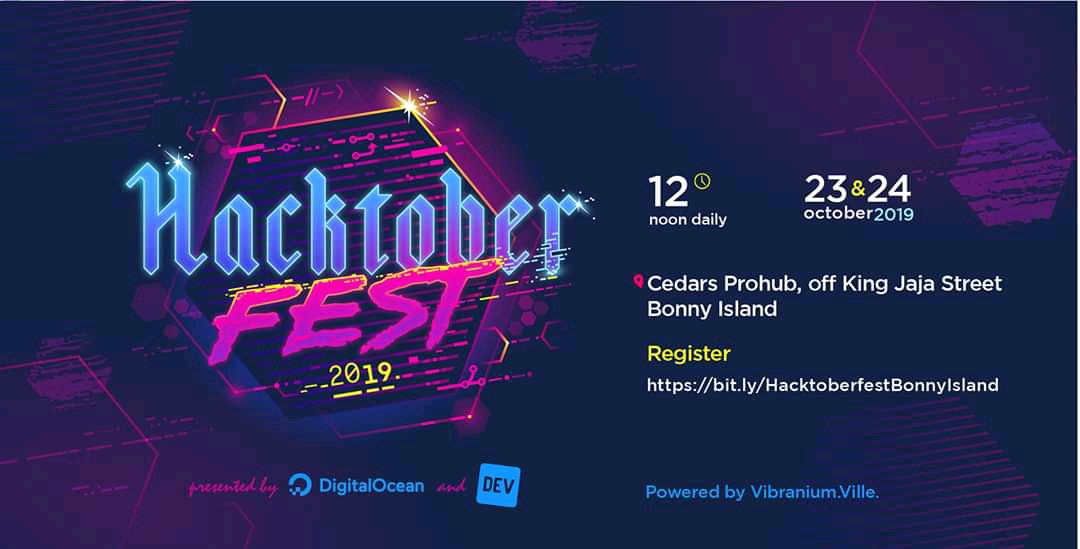 Hacktober
FEST
2019
presented by DigitalOcean and DEV
12
noon daily
23&24
october2019
Cedars Prohub, off King Jaja Street
Bonny Island
Register
https://bit.ly/HacktoberfestBonnyIsland
Powered by Vibranium.Ville.